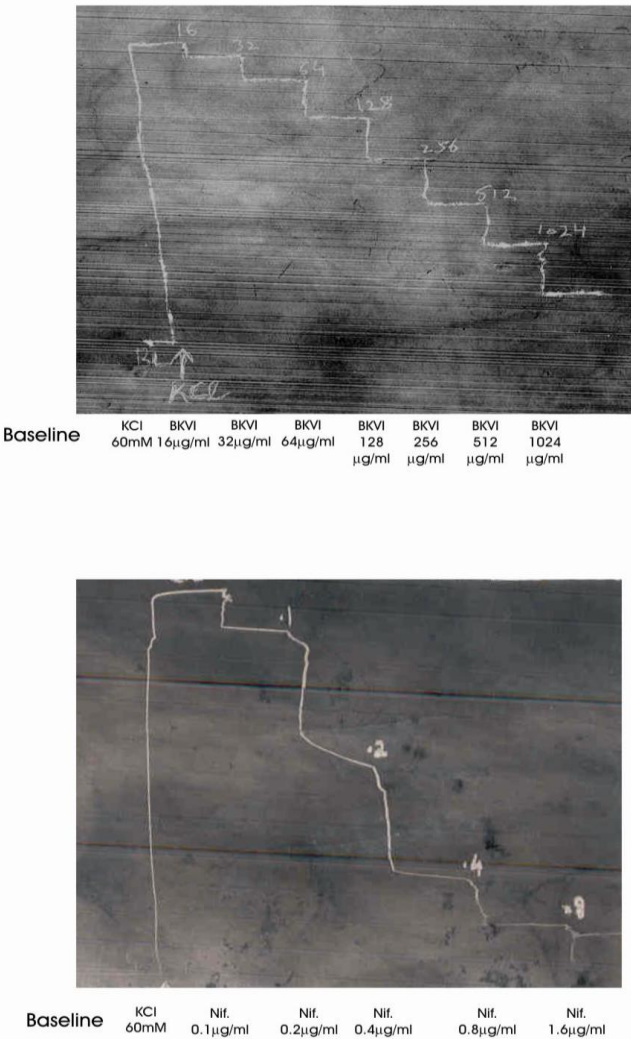 16
32
64
128
256
512
1024
BL
KCl
Baseline
KCl 60mM
BKVI 16µg/ml
BKVI 32µg/ml
BKVI 64µg/ml
BKVI 128 µg/ml
BKVI 256 µg/ml
BKVI 512 µg/ml
BKVI 1024 µg/ml
.1
.2
.4
.8
Baseline
KCl 60mM
Nif. 0.1µg/ml
Nif. 0.2µg/ml
Nif. 0.4µg/ml
Nif. 0.8µg/ml
Nif. 1.6µg/ml